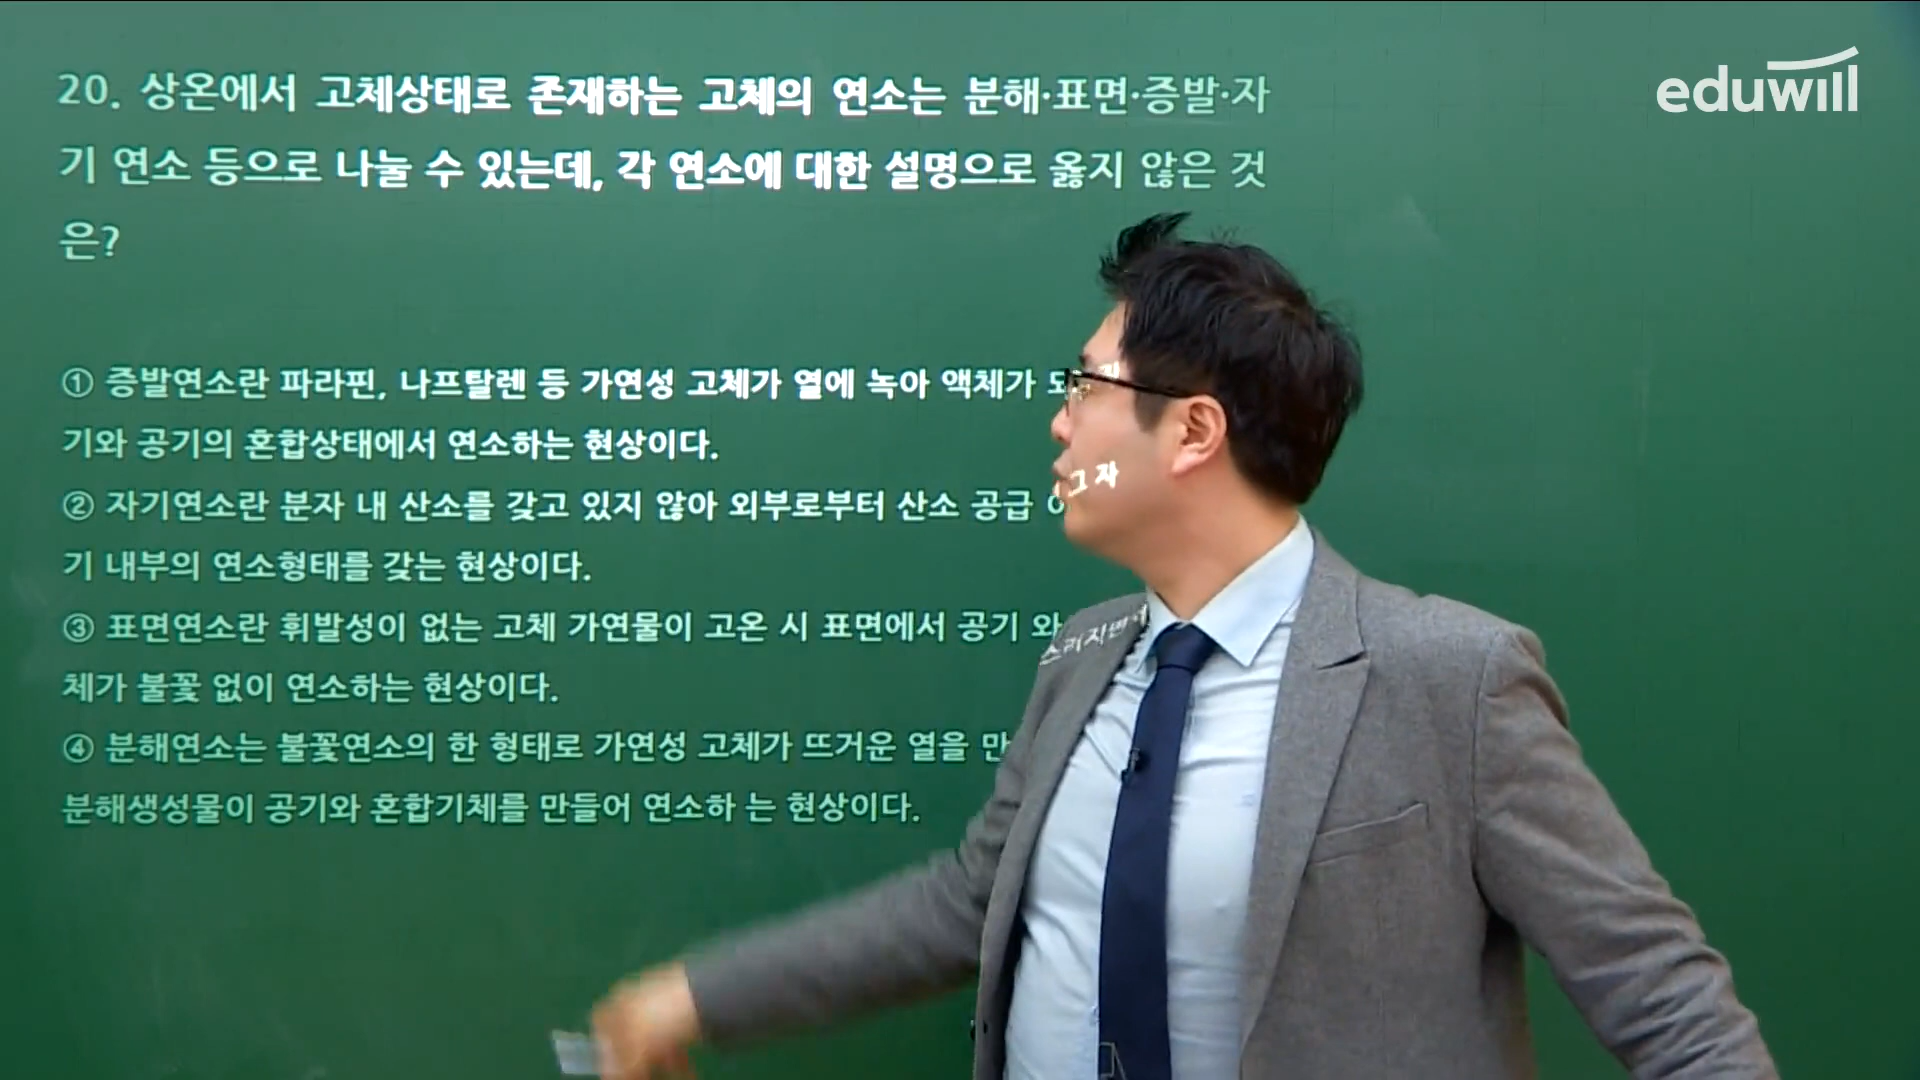 eduwill
20. 상온에서 고체상태로 존재하는 고체의 연소는 분해·표면·증발·자
기 연소 등으로 나눌 수 있는데, 각 연소에 대한 설명으로 옳지 않은 것
은?
① 증발연소란 파라핀, 나프탈렌 등 가연성 고체가 열에 녹아 액체가
기와 공기의 혼합상태에서 연소하는 현상이다.
② 자기연소란 분자 내 산소를 갖고 있지 않아 외부로부터 산소 공급 그 자
기 내부의 연소형태를 갖는 현상이다.
③ 표면연소란 휘발성이 없는 고체 가연물이 고온 시 표면에서 공기 와
체가 불꽃 없이 연소하는 현상이다.
④ 분해연소는 불꽃연소의 한 형태로 가연성 고체가 뜨거운 열을 만
분해생성물이 공기와 혼합기체를 만들어 연소하 는 현상이다.